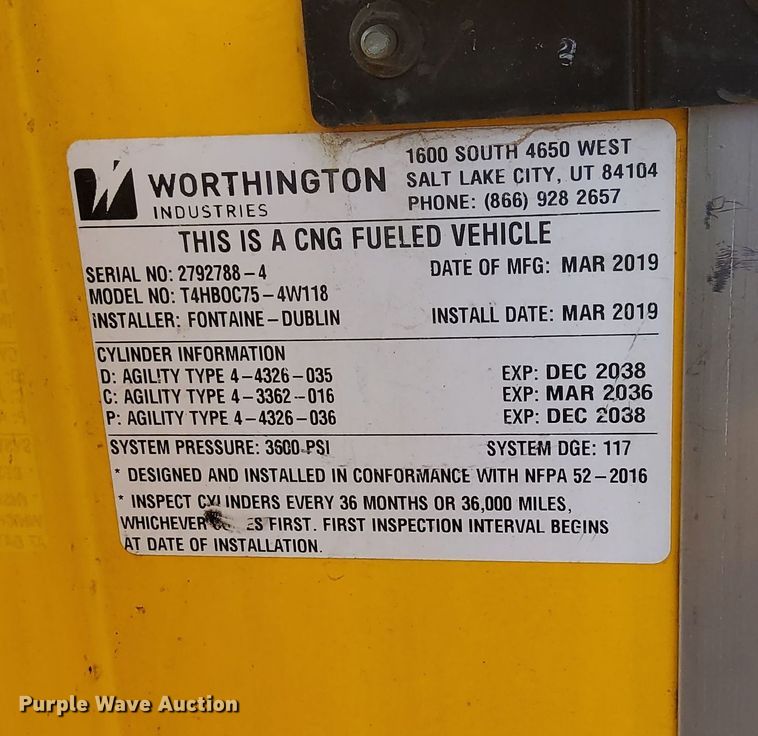 WORTHINGTON
INDUSTRIES
1600 SOUTH 4650 WEST
SALT LAKE CITY, UT 84104
PHONE: (866) 928 2657
THIS IS A CNG FUELED VEHICLE
SERIAL NO: 2792788-4
DATE OF MFG: MAR 2019
MODEL NO: T4HBOC75-4W118
INSTALLER: FONTAINE-DUBLIN
INSTALL DATE: MAR 2019
CYLINDER INFORMATION
D: AGILITY TYPE 4-4326-035 EXP: DEC 2038
C: AGILITY TYPE 4-3362-016 EXP: MAR 2036
P: AGILITY TYPE 4-4326-036 EXP: DEC 2038
SYSTEM PRESSURE: 3600 PSI SYSTEM DGE: 117
* DESIGNED AND INSTALLED IN CONFORMANCE WITH NFPA 52-2016
* INSPECT CYLINDERS EVERY 36 MONTHS OR 36,000 MILES,
WHICHEVER COMES FIRST. FIRST INSPECTION INTERVAL BEGINS
AT DATE OF INSTALLATION.
Purple Wave Auction